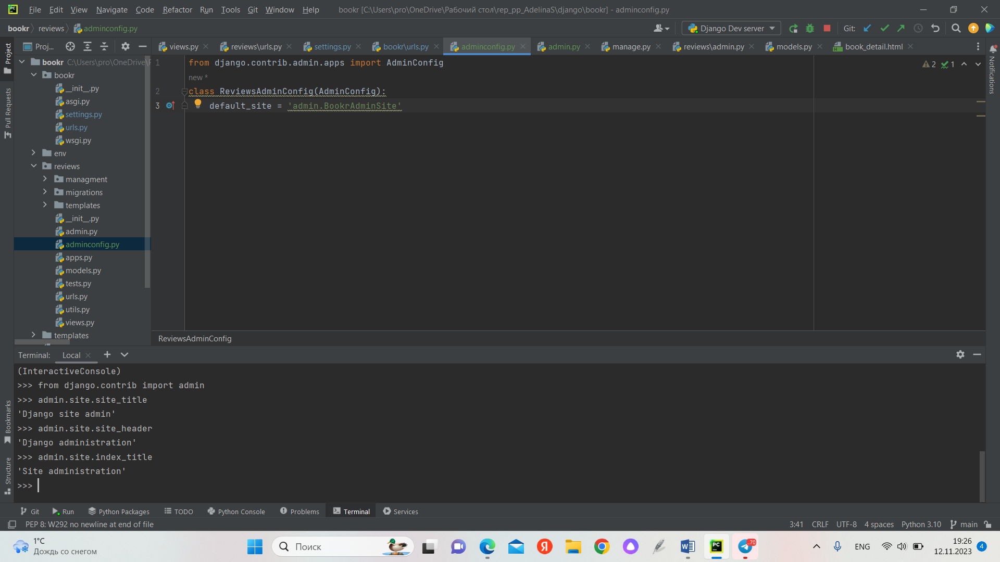 PC File Edit View Navigate Code Refactor Run Tools Git Window Help bookr [C:\Users\pro\OneDrive\Рабочий стол\rep_pp_AdelinaS\django\bookr] - adminconfig.py
bookr reviews adminconfig.py Django Dev server Git:
Project
Pull Requests
Bookmarks
Structure
Notifications
Proj...
views.py reviews\urls.py settings.py bookr\urls.py adminconfig.py admin.py manage.py reviews\admin.py models.py book_detail.html
bookr C:\Users\pro\OneDrive\
bookr
__init__.py
asgi.py
settings.py
urls.py
wsgi.py
env
reviews
managment
migrations
templates
__init__.py
admin.py
adminconfig.py
apps.py
models.py
tests.py
urls.py
utils.py
views.py
templates
1 from django.contrib.admin.apps import AdminConfig
new *
2 class ReviewsAdminConfig(AdminConfig):
3 default_site = 'admin.BookrAdminSite'
2 1
ReviewsAdminConfig
Terminal: Local
(InteractiveConsole)
>>> from django.contrib import admin
>>> admin.site.site_title
'Django site admin'
>>> admin.site.site_header
'Django administration'
>>> admin.site.index_title
'Site administration'
>>>
Git Run Python Packages TODO Python Console Problems Terminal Services
PEP 8: W292 no newline at end of file 3:41 CRLF UTF-8 4 spaces Python 3.10 main
1°C
Дождь со снегом
Поиск
Я
W
PC
..70
ENG
19:26
12.11.2023
4